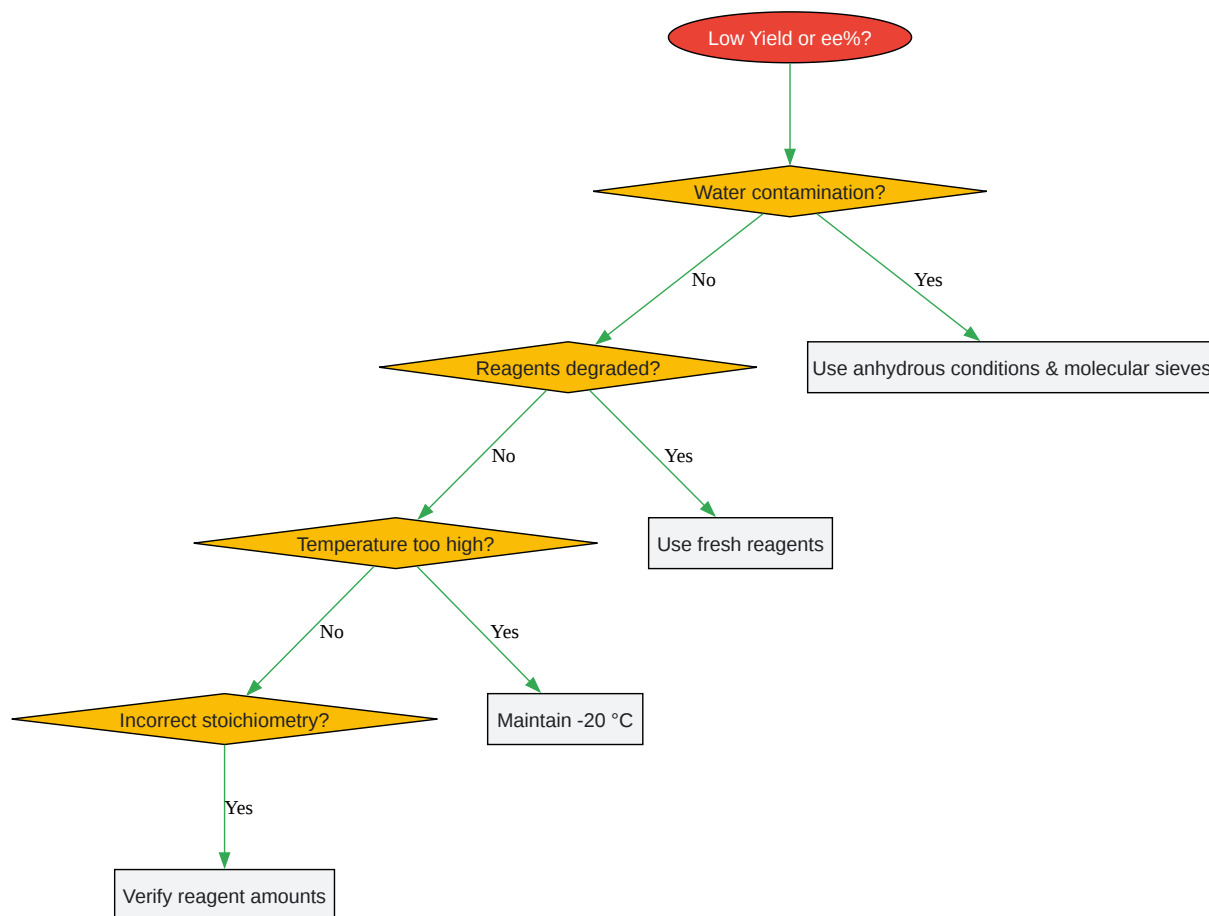 Low Yield or ee%?
Water contamination?
No
Yes
Reagents degraded?
Use anhydrous conditions & molecular sieves
No
Yes
Temperature too high?
Use fresh reagents
No
Yes
Incorrect stoichiometry?
Maintain -20 °C
Yes
Verify reagent amounts